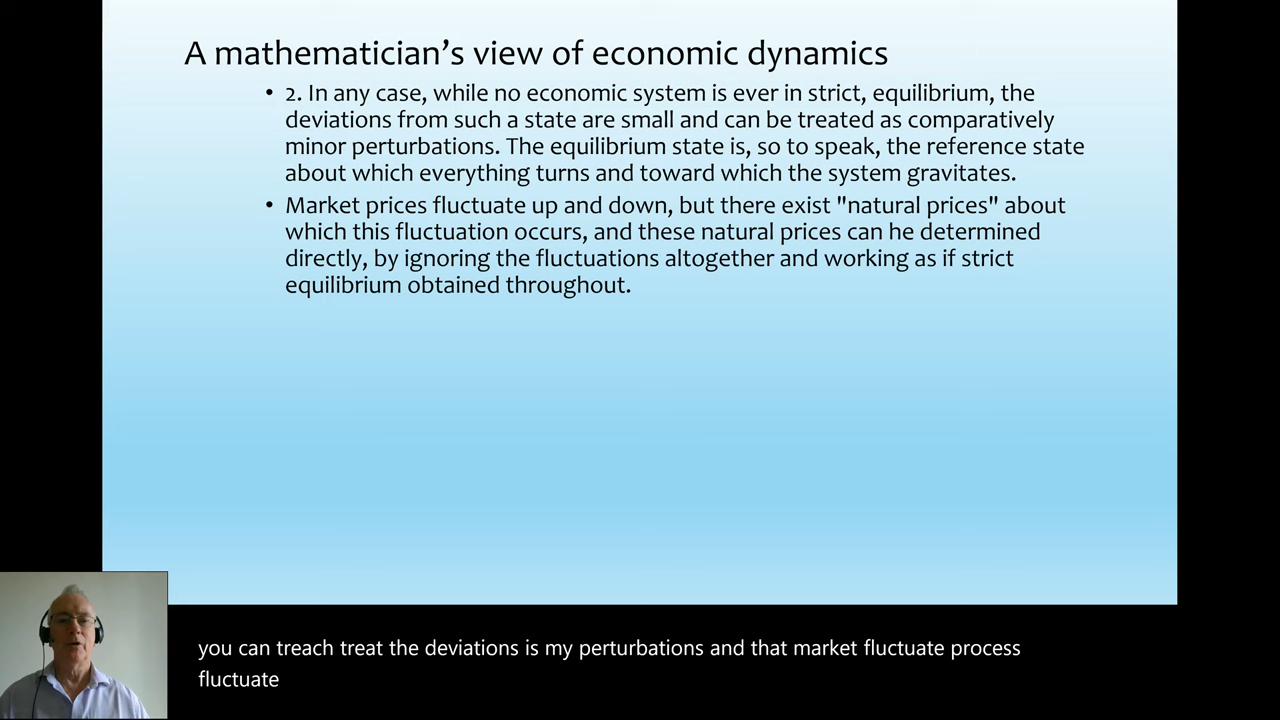 A mathematician’s view of economic dynamics
• 2. In any case, while no economic system is ever in strict, equilibrium, the
deviations from such a state are small and can be treated as comparatively
minor perturbations. The equilibrium state is, so to speak, the reference state
about which everything turns and toward which the system gravitates.
• Market prices fluctuate up and down, but there exist "natural prices" about
which this fluctuation occurs, and these natural prices can he determined
directly, by ignoring the fluctuations altogether and working as if strict
equilibrium obtained throughout.
you can treach treat the deviations is my perturbations and that market fluctuate process
fluctuate